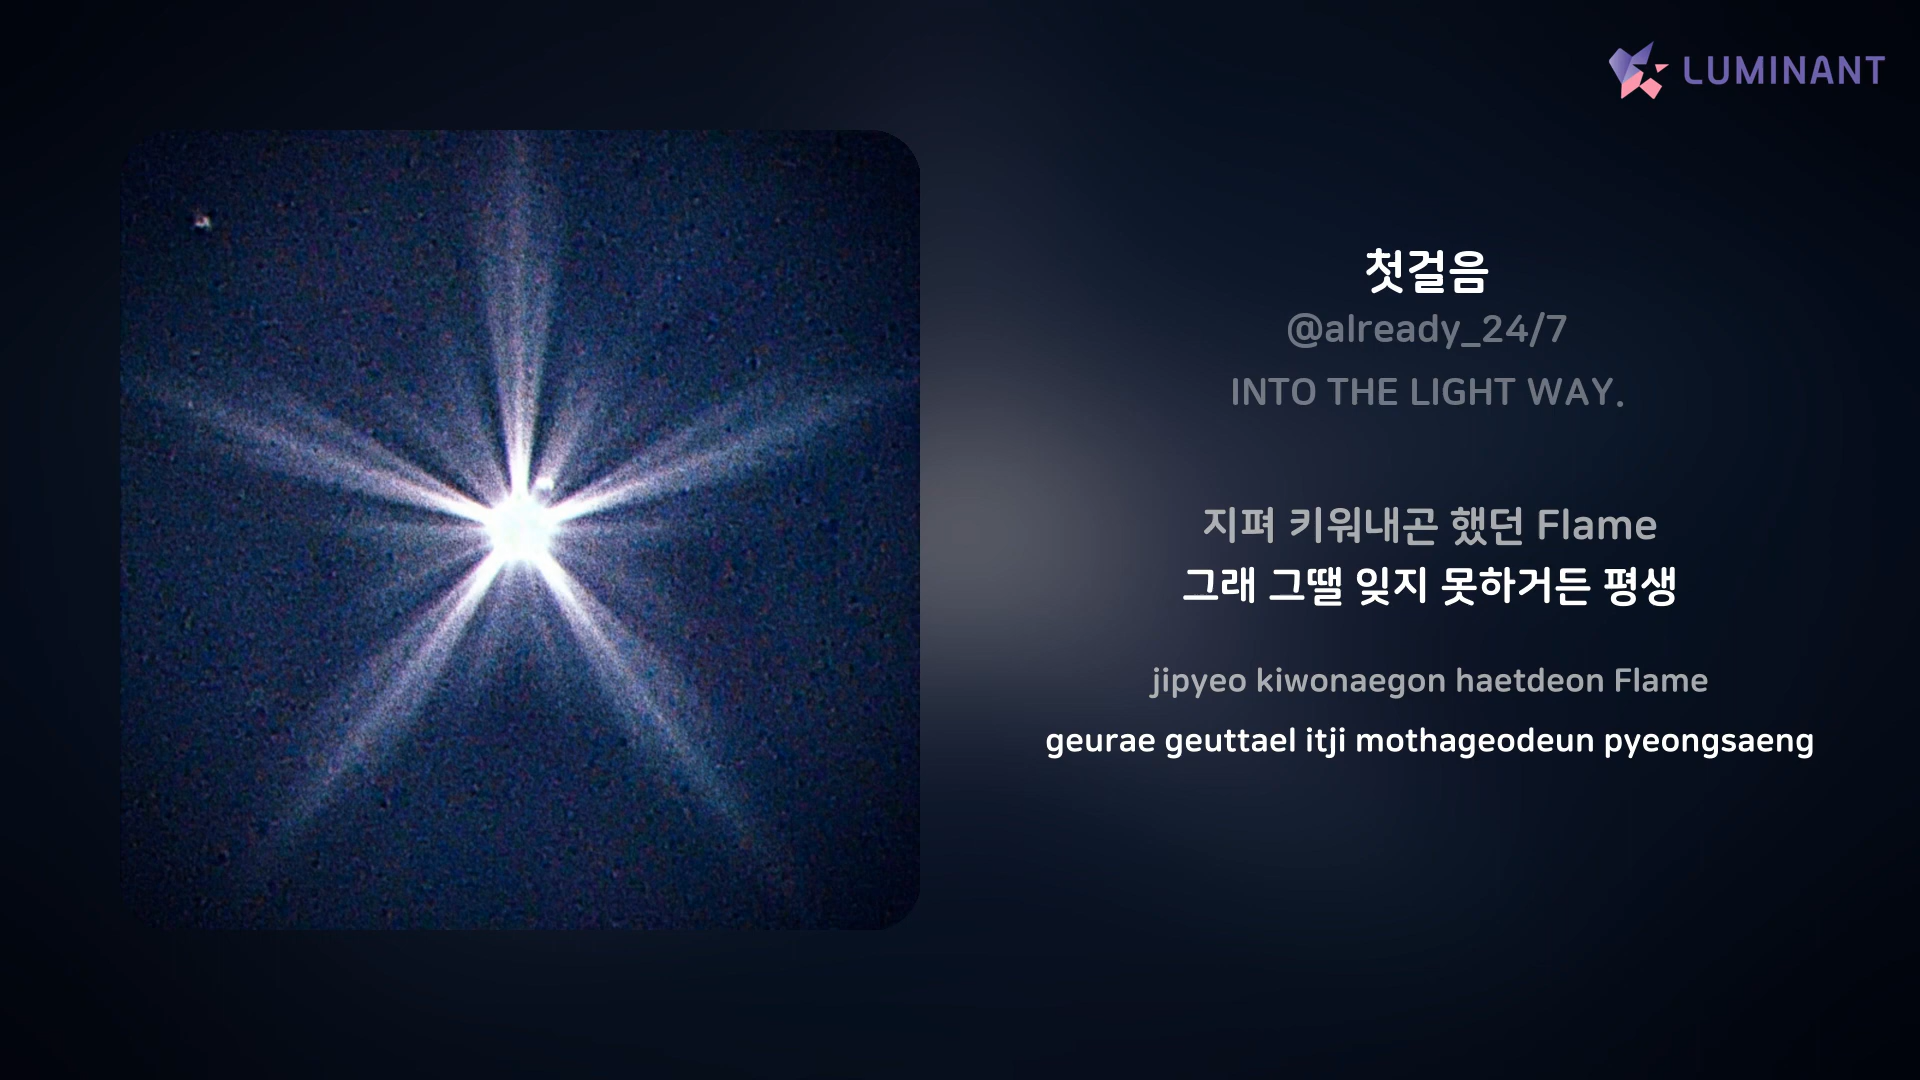 LUMINANT
첫걸음
@already_24/7
INTO THE LIGHT WAY.
지펴 키워내곤 했던 Flame
그래 그땔 잊지 못하거든 평생
jipyeo kiwonaegon haetdeon Flame
geurae geuttael itji mothageodeun pyeongsaeng